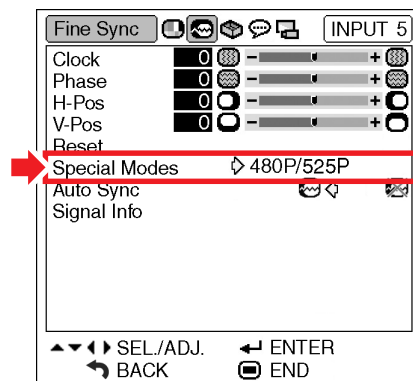 Fine Sync INPUT 5
Clock 0 - +
Phase 0 - +
H-Pos 0 - +
V-Pos 0 - +
Reset
Special Modes 480P/525P
Auto Sync
Signal Info
SEL./ADJ. ENTER
BACK END